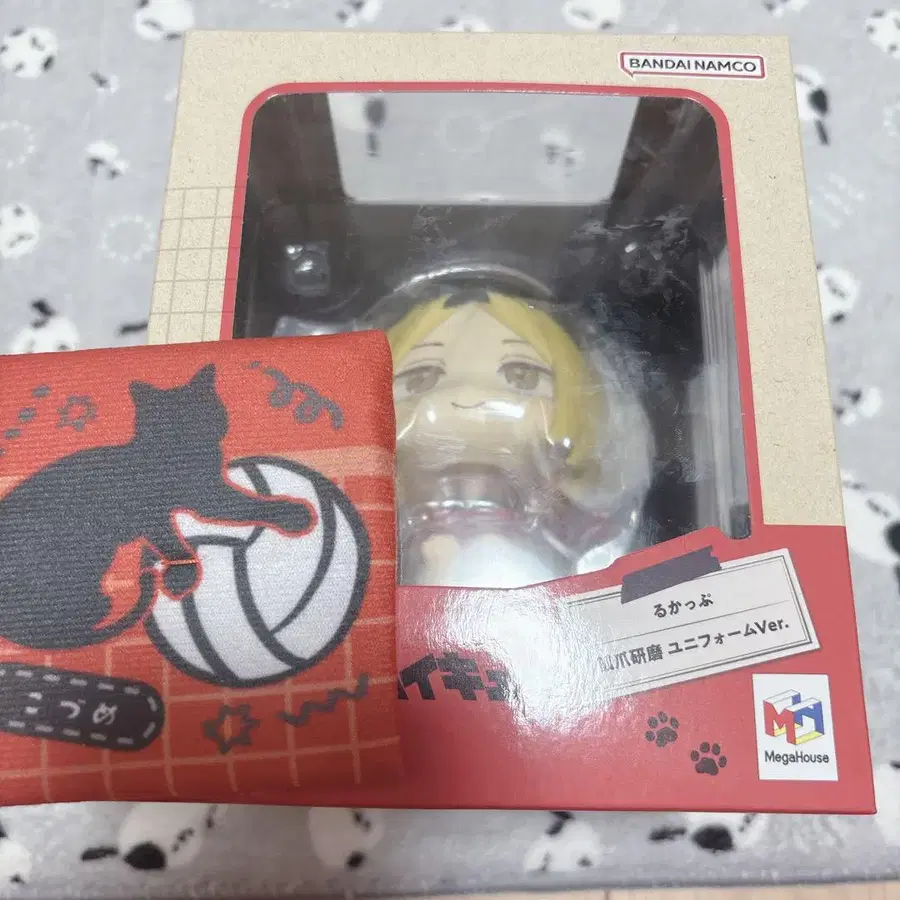 BANDAI NAMCO
るかっぷ
爪研磨 ユニフォームVer.
イキュ
こづめ
MegaHouse